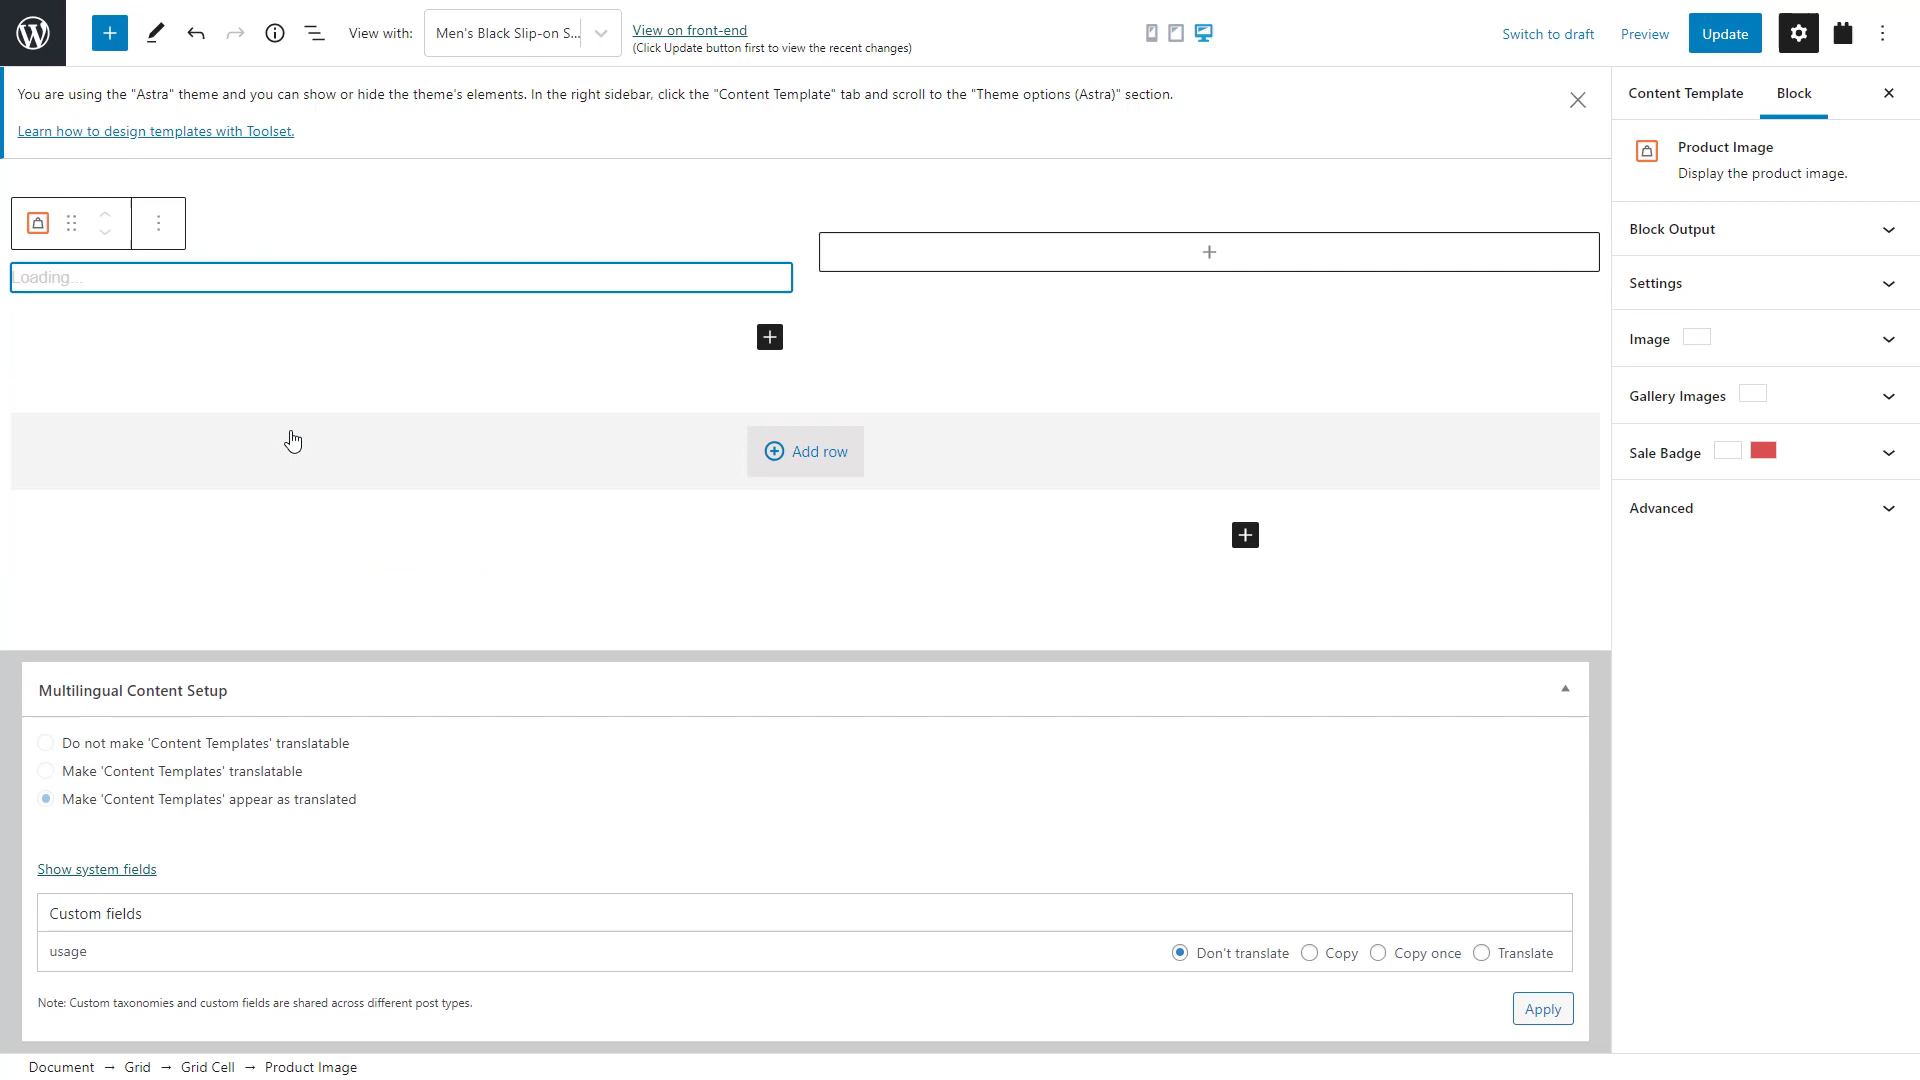 View with:
Men's Black Slip-on S...
View on front-end
(Click Update button first to view the recent changes)
Switch to draft
Preview
Update
You are using the "Astra" theme and you can show or hide the theme's elements. In the right sidebar, click the "Content Template" tab and scroll to the "Theme options (Astra)" section.
Learn how to design templates with Toolset.
Loading...
Add row
Content Template
Block
Product Image
Display the product image.
Block Output
Settings
Image
Gallery Images
Sale Badge
Advanced
Multilingual Content Setup
Do not make 'Content Templates' translatable
Make 'Content Templates' translatable
Make 'Content Templates' appear as translated
Show system fields
Custom fields
usage
Don't translate
Copy
Copy once
Translate
Note: Custom taxonomies and custom fields are shared across different post types.
Apply
Document → Grid → Grid Cell → Product Image